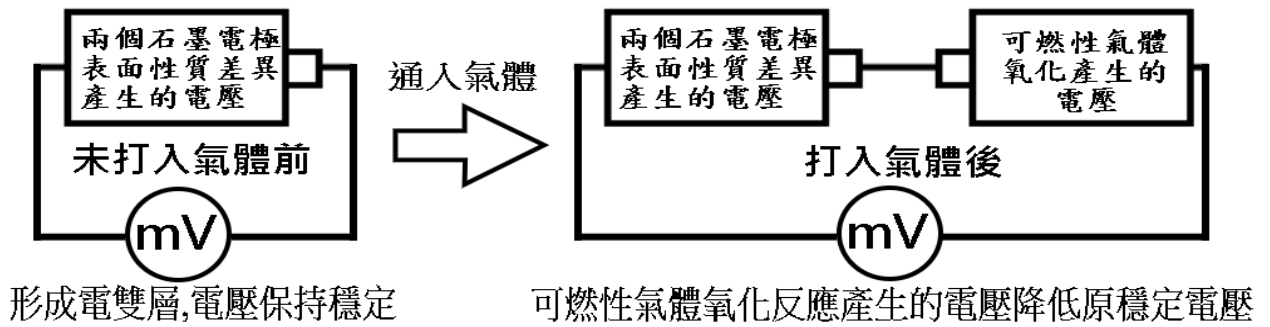 兩個石墨電極
表面性質差異
產生的電壓
未打入氣體前
mV
形成電雙層,電壓保持穩定
通入氣體
兩個石墨電極
表面性質差異
產生的電壓
可燃性氣體
氧化產生的
電壓
打入氣體後
mV
可燃性氣體氧化反應產生的電壓降低原穩定電壓